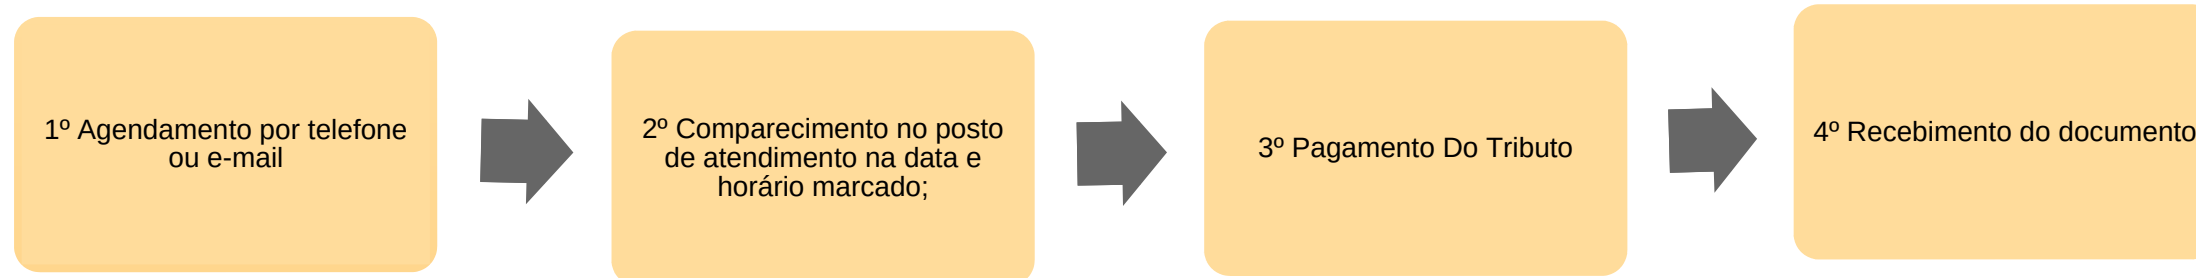 1º Agendamento por telefone
ou e-mail
2º Comparecimento no posto
de atendimento na data e
horário marcado;
3º Pagamento Do Tributo
4º Recebimento do documento